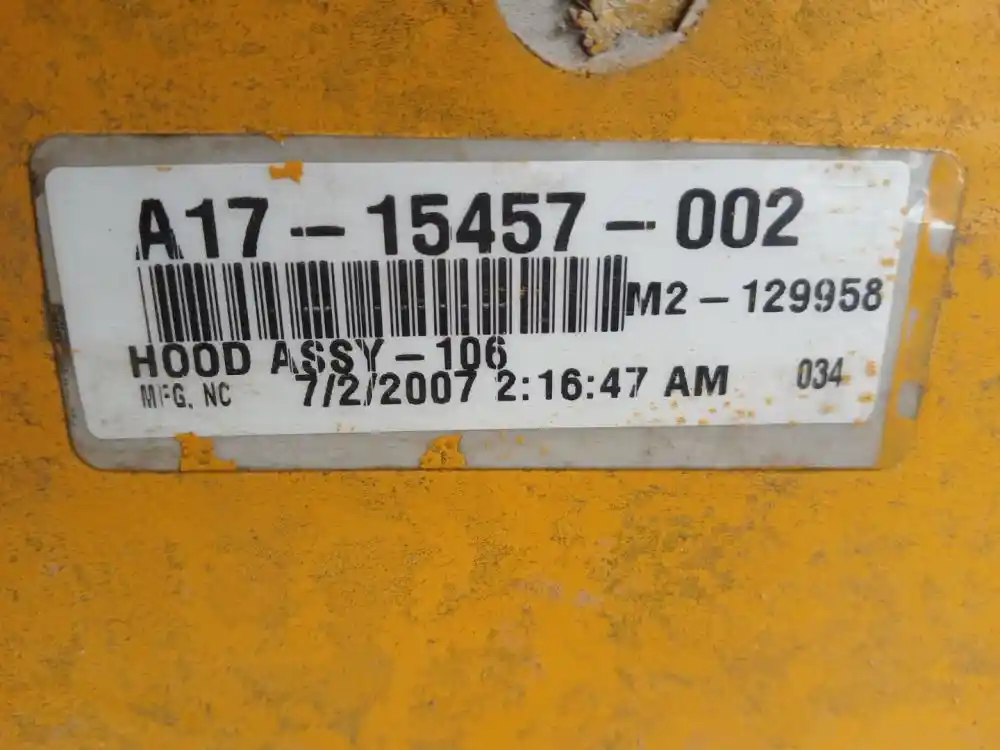 A17-15457-002
M2-129958
HOOD ASSY-106
MFG. NC 7/2/2007 2:16:47 AM 034